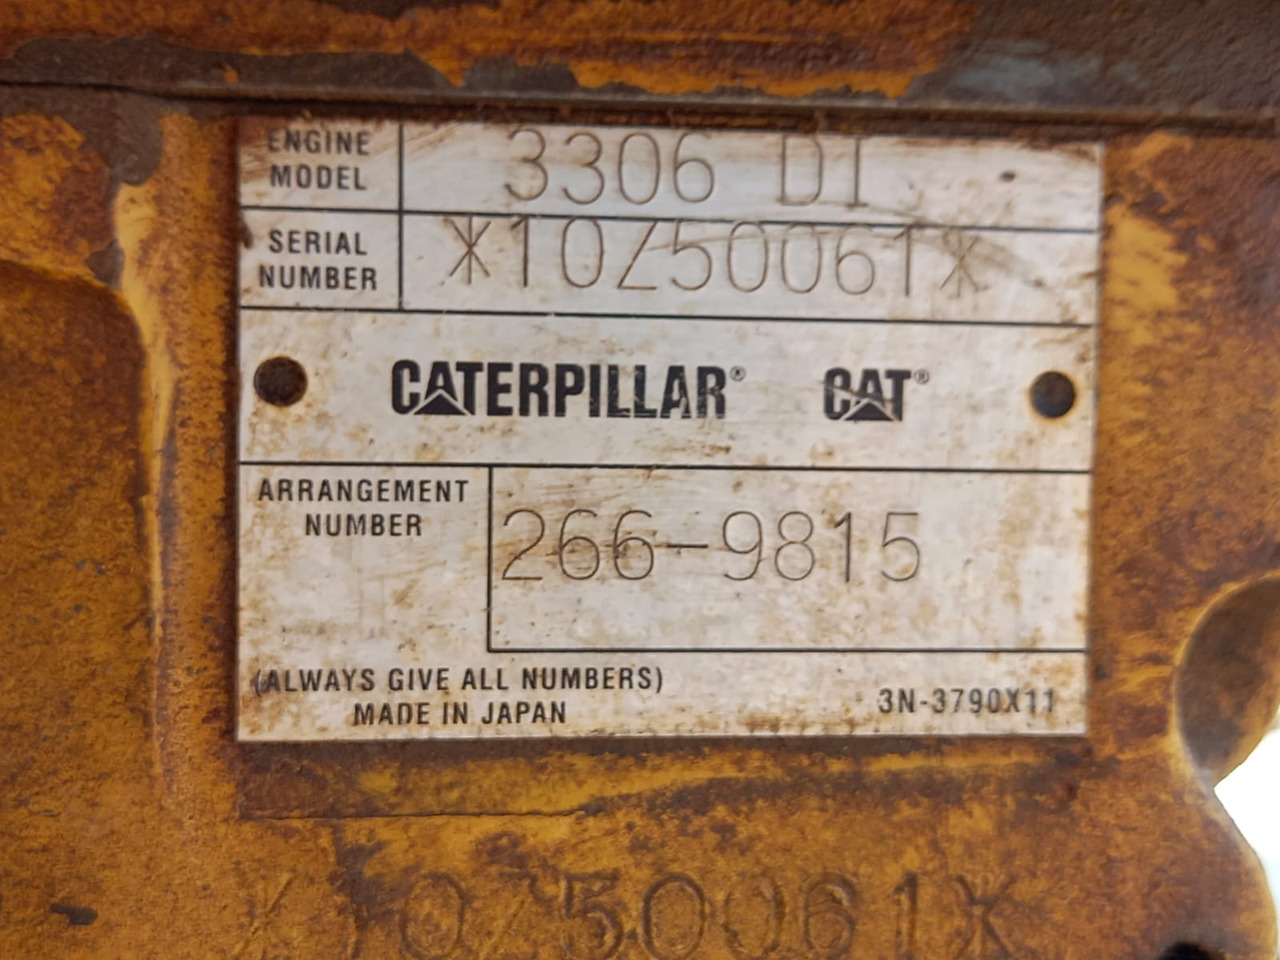 ENGINE MODEL 3306 DI
SERIAL NUMBER *10Z50061*
CATERPILLAR® CAT®
ARRANGEMENT NUMBER 266-9815
(ALWAYS GIVE ALL NUMBERS)
MADE IN JAPAN
3N-3790X11
*10Z50061*